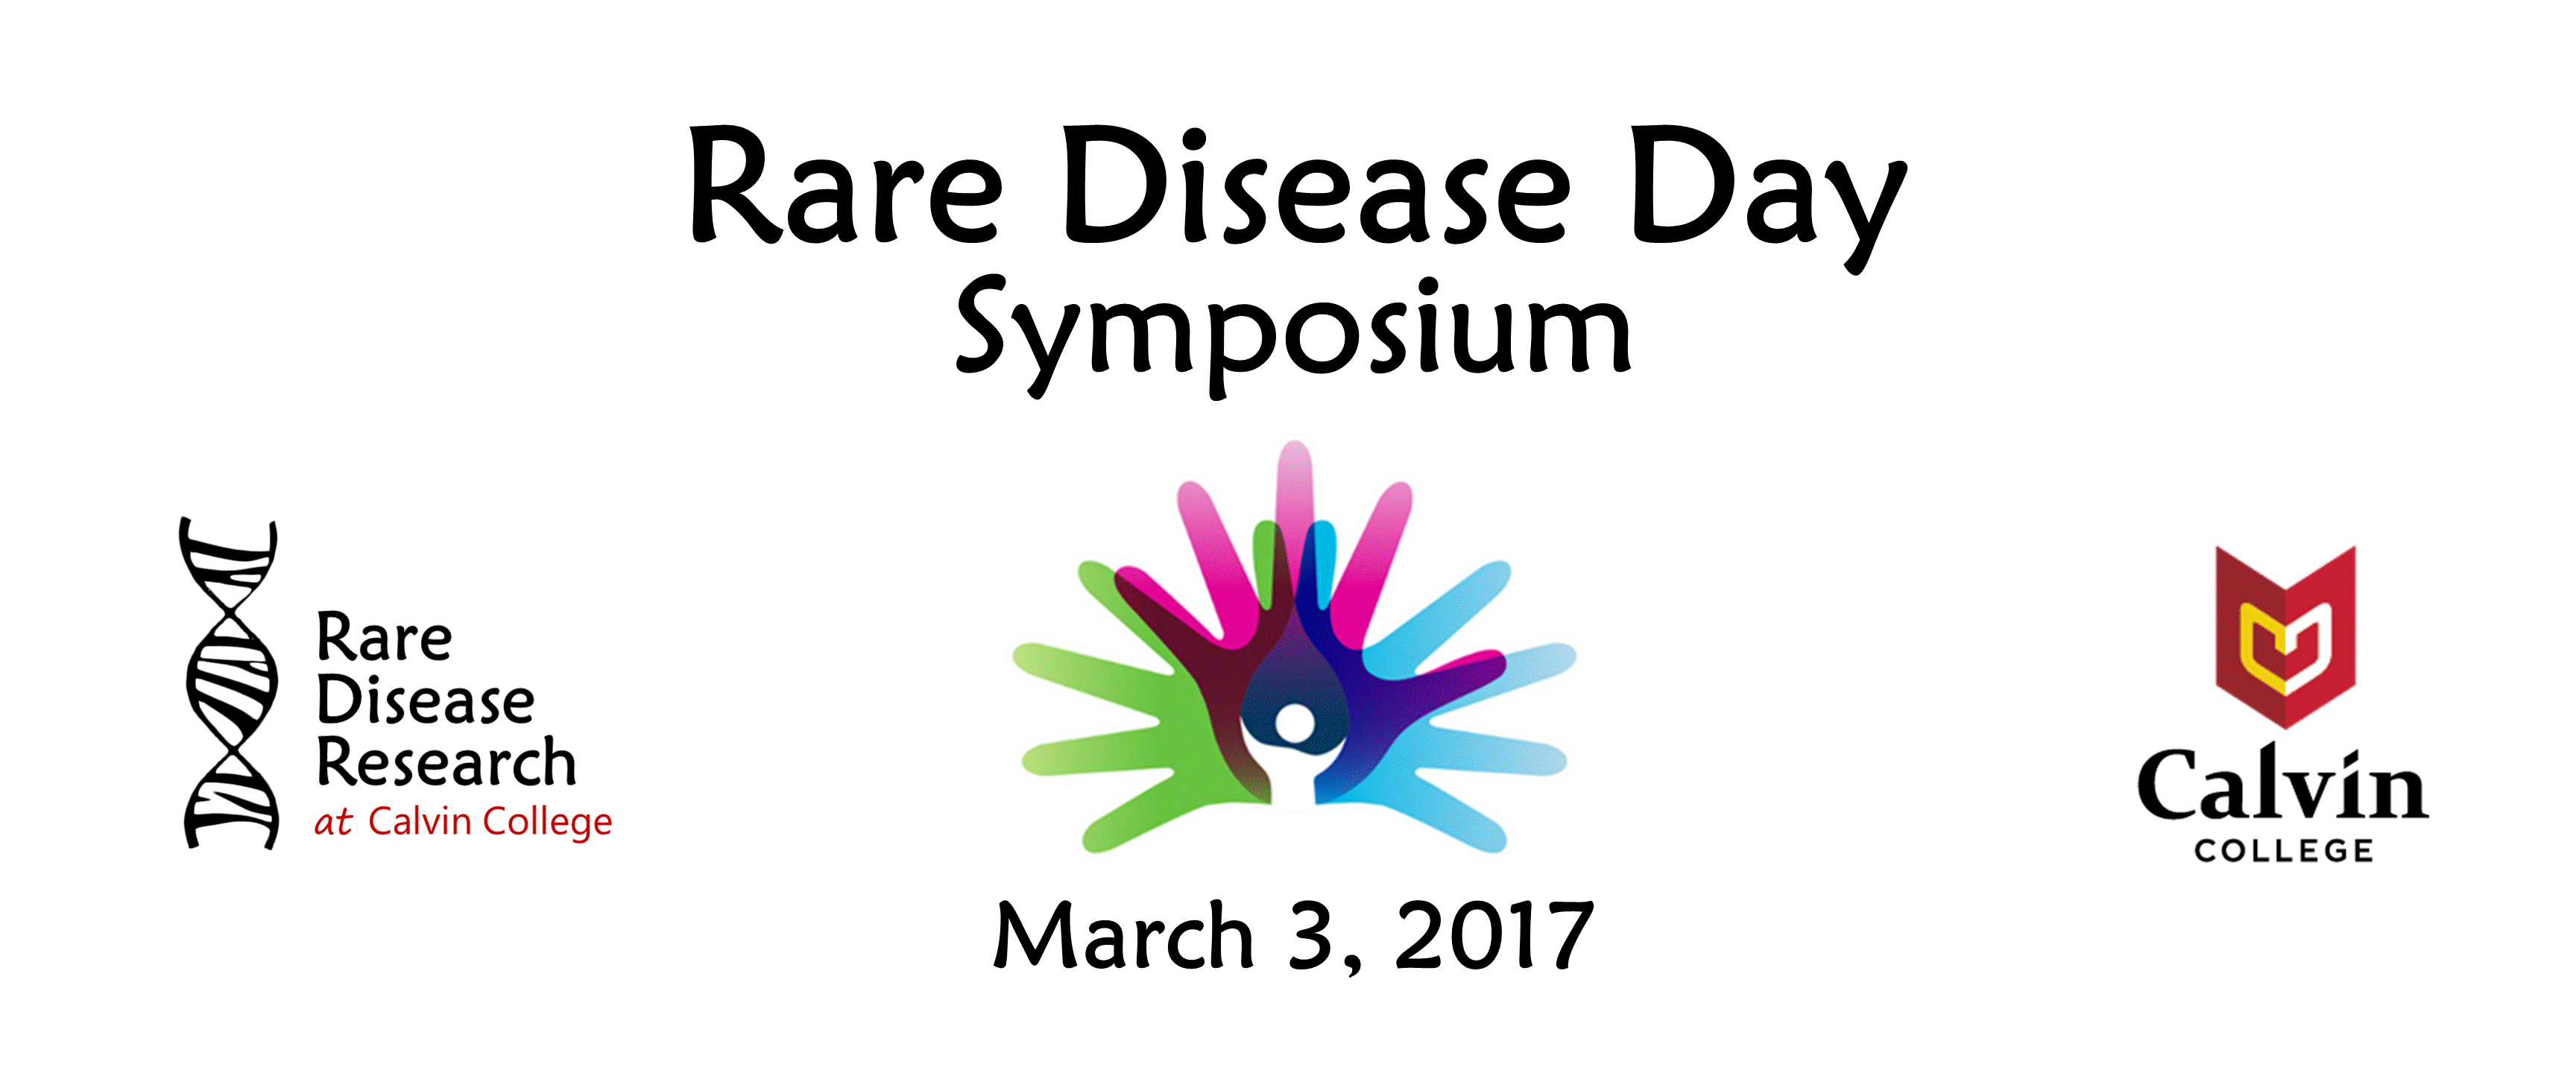 Rare Disease Day
Symposium
Rare
Disease
Research
at Calvin College
March 3, 2017
Calvin
COLLEGE